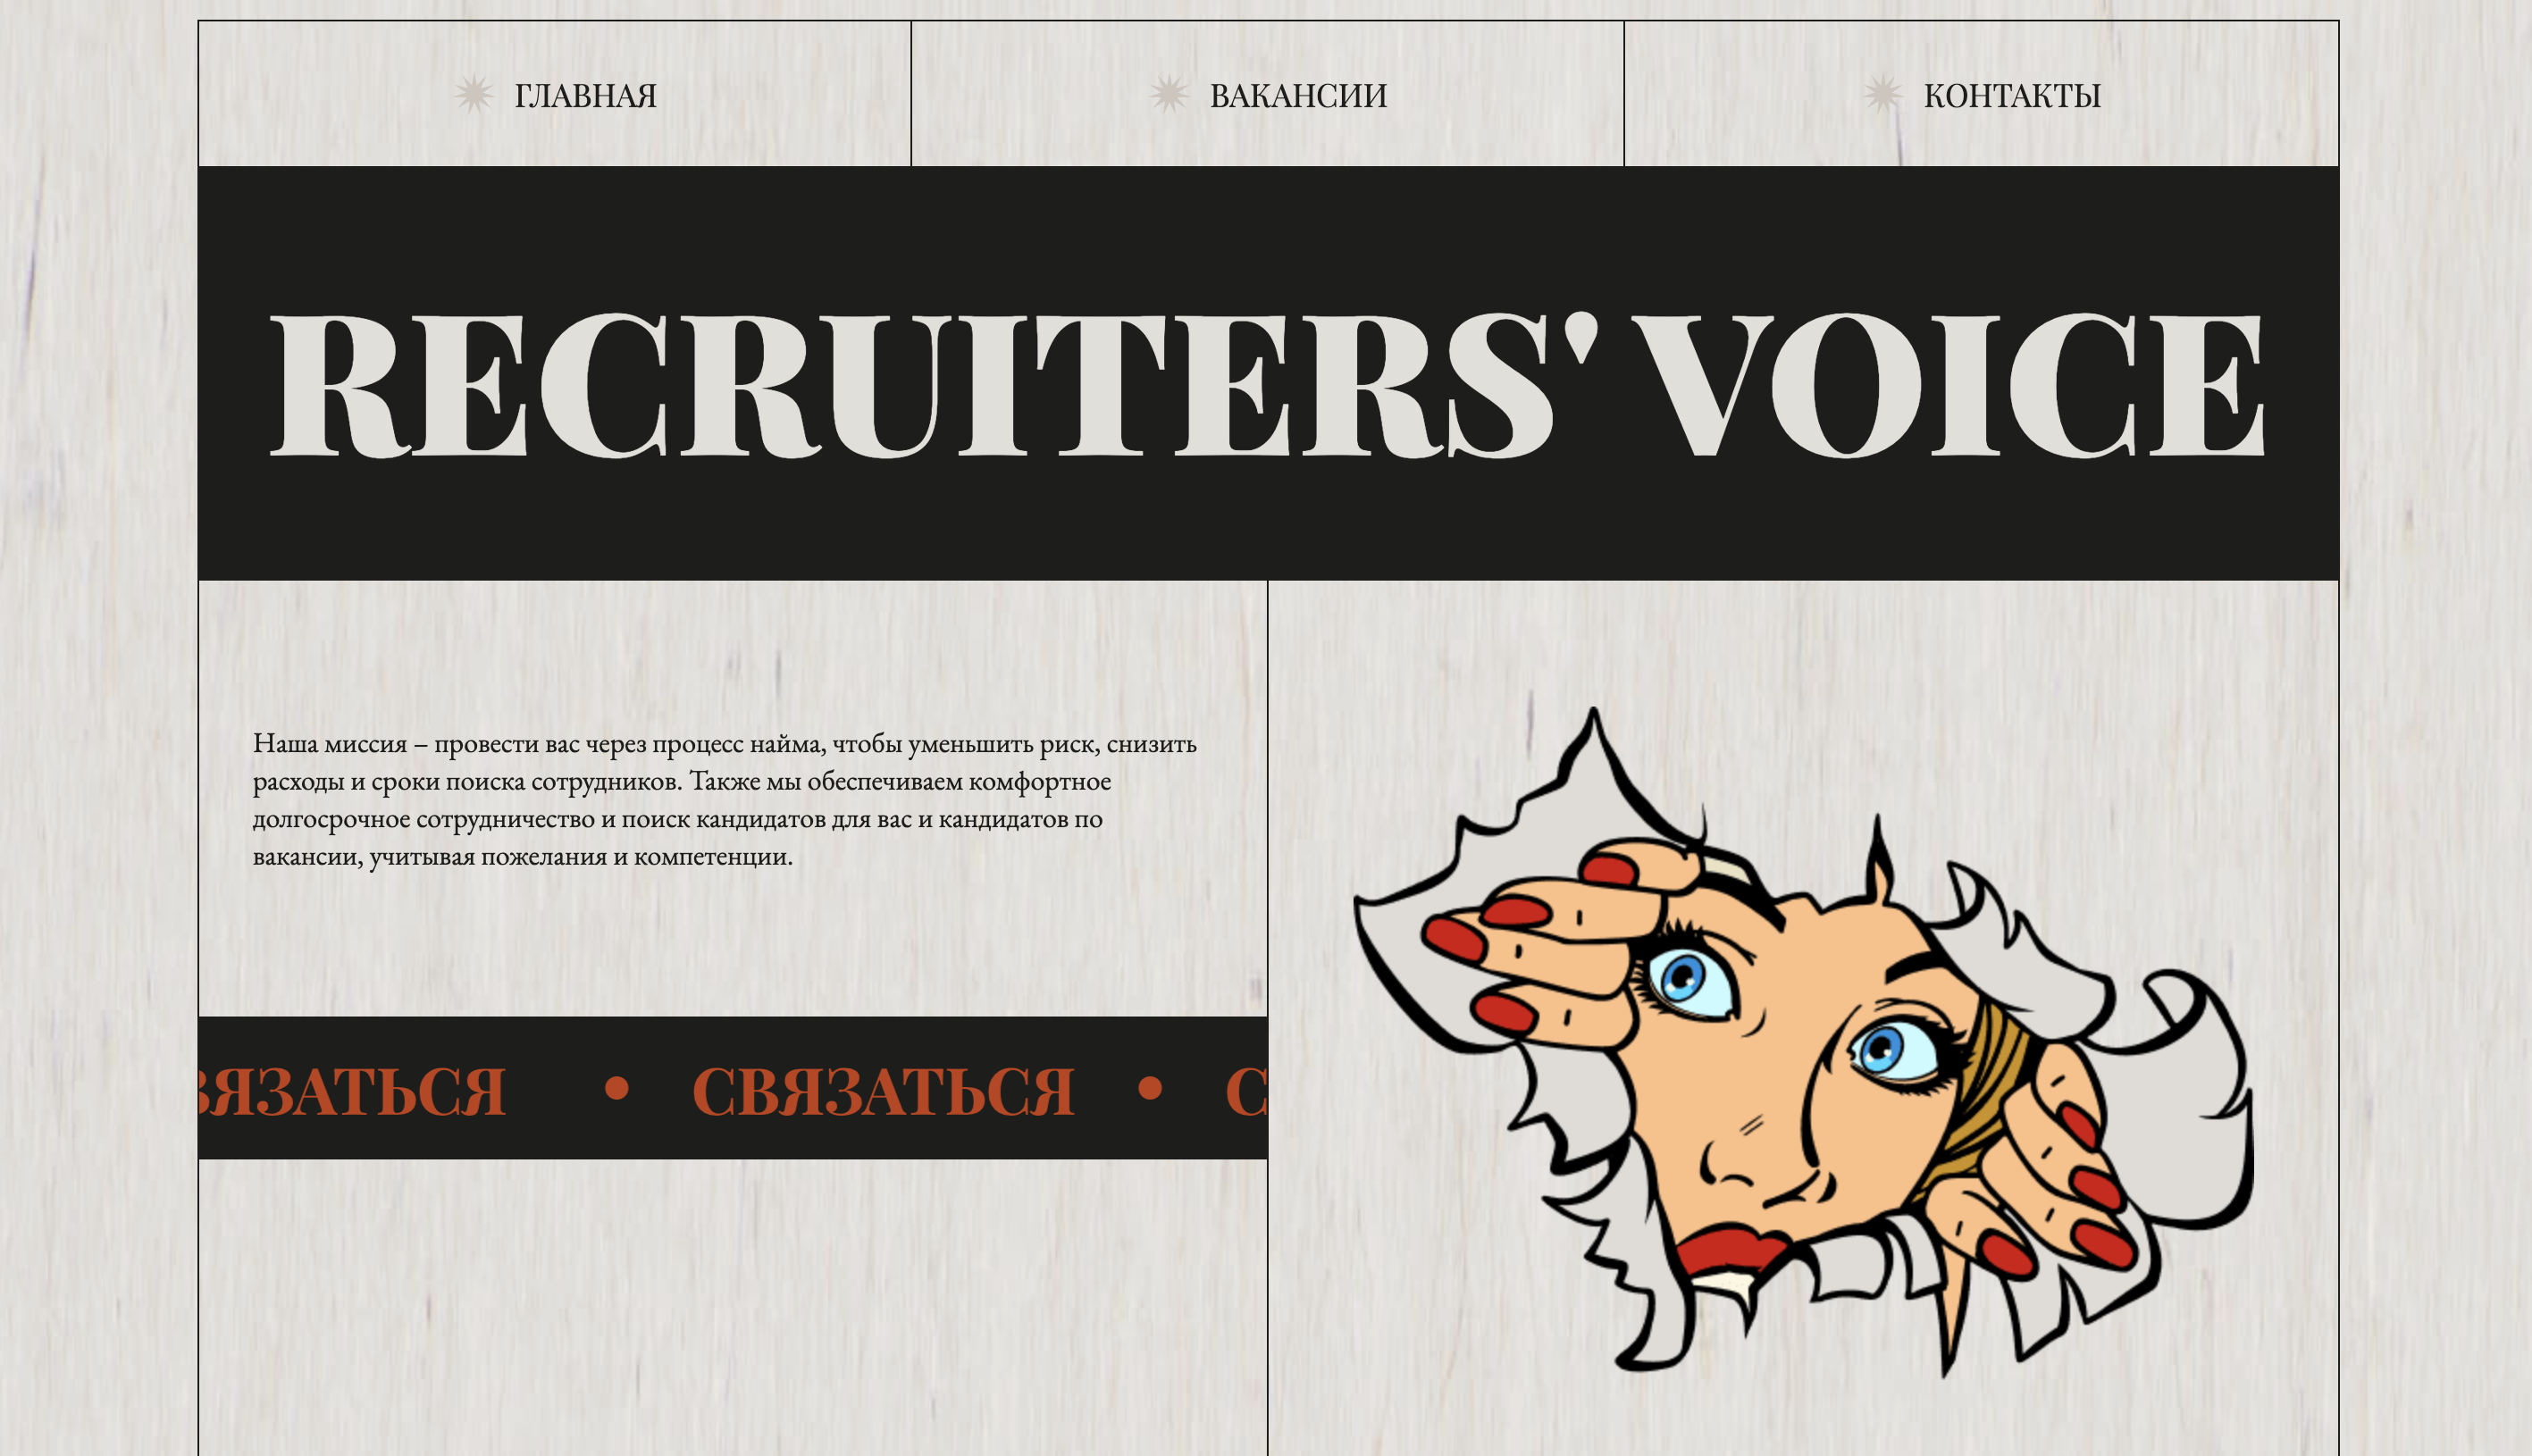 ГЛАВНАЯ
ВАКАНСИИ
КОНТАКТЫ
RECRUITERS' VOICE
Наша миссия – провести вас через процесс найма, чтобы уменьшить риск, снизить
расходы и сроки поиска сотрудников. Также мы обеспечиваем комфортное
долгосрочное сотрудничество и поиск кандидатов для вас и кандидатов по
вакансии, учитывая пожелания и компетенции.
ВЯЗАТЬСЯ • СВЯЗАТЬСЯ • С